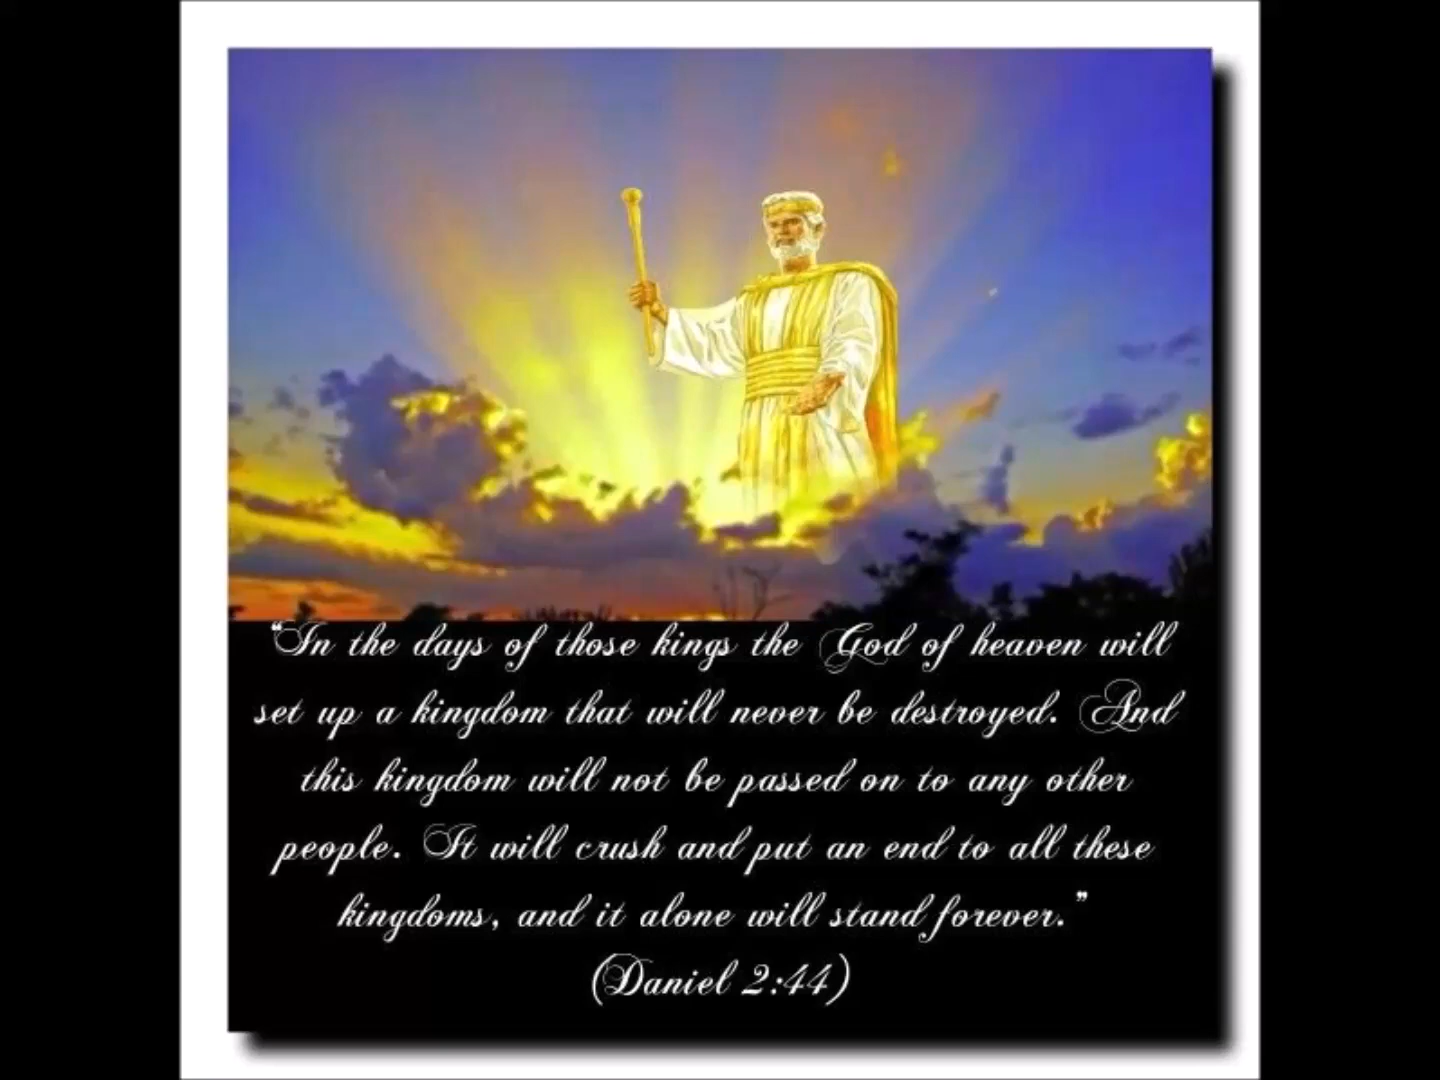 “In the days of those kings the God of heaven will
set up a kingdom that will never be destroyed. And
this kingdom will not be passed on to any other
people. It will crush and put an end to all these
kingdoms, and it alone will stand forever.”
(Daniel 2:44)